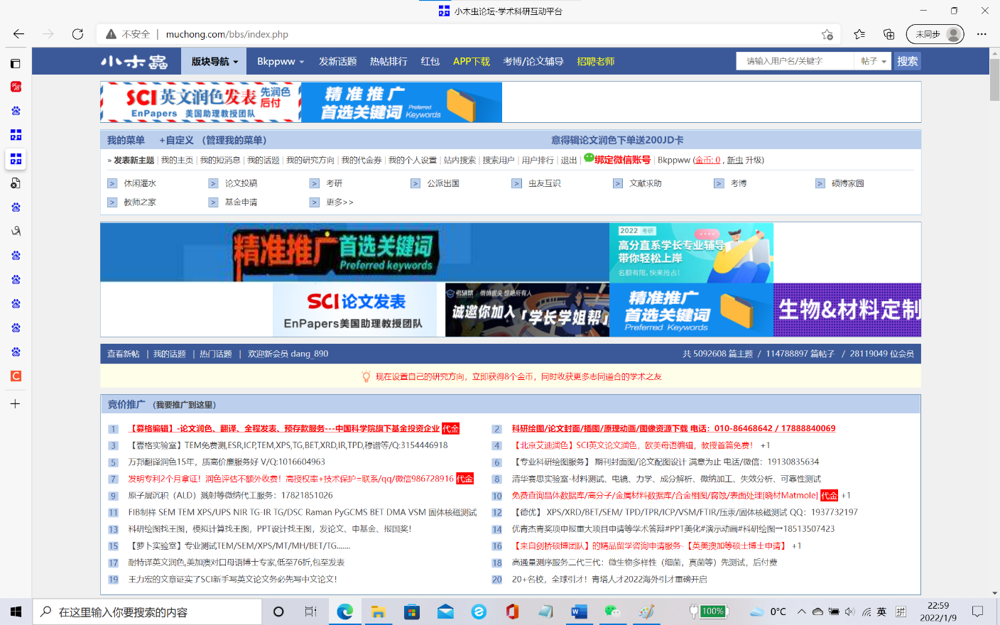 小木虫论坛-学术科研互动平台
不安全 | muchong.com/bbs/index.php
未同步
小木虫 版块导航 Bkppww 发新话题 热帖排行 红包 APP下载 考博/论文辅导 招聘老师 请输入用户名/关键字 帖子 搜索
SCI英文润色发表 先润色后付
EnPapers 美国助理教授团队
精准推广
首选关键词 Preferred Keywords
我的菜单 +自定义 （管理我的菜单） 意得辑论文润色下单送200JD卡
» 发表新主题 | 我的主页 | 我的短消息 | 我的话题 | 我的研究方向 | 我的代金券 | 我的个人设置 | 站内搜索 | 搜索用户 | 用户排行 | 退出 | 绑定微信账号 | Bkppww (金币: 0 , 新虫 升级)
> 休闲灌水 > 论文投稿 > 考研 > 公派出国 > 虫友互识 > 文献求助 > 考博 > 硕博家园
> 教师之家 > 基金申请 > 更多>>
精准推广 首选关键词
Preferred keywords
2022 考研
高分直系学长专业辅导
带你轻松上岸
名额有限,快来抢占!
SCI论文发表
EnPapers美国助理教授团队
考研帮 悄悄拔尖 惊艳所有人
诚邀你加入「学长学姐帮」
精准推广
首选关键词
Preferred Keywords
生物&材料定制
查看新帖 | 我的话题 | 热门话题 | 欢迎新会员 dang_890 共 5092608 篇主题 / 114788897 篇帖子 / 28119049 位会员
现在设置自己的研究方向，立即获得8个金币，同时收获更多志同道合的学术之友
竞价推广 （我要推广到这里）
1 【募格编辑】-论文润色、翻译、全程发表、预存款服务---中国科学院旗下基金投资企业 代金
2 科研绘图/论文封面/插图/原理动画/图像资源下载 电话：010-86468642 / 17888840069
3 【壹格实验室】TEM免费测,ESR,ICP,TEM,XPS,TG,BET,XRD,IR,TPD,穆谱等/Q:3154446918
4 【北京艾迪润色】SCI英文论文润色，欧美母语编辑，教授首篇免费！ +1
5 万邦翻译润色15年，质高价廉服务好 V/Q:1016604963
6 【专业科研绘图服务】 期刊封面图/论文配图设计 满意为止 电话/微信：19130835634
7 发明专利2个月拿证！润色评估不额外收费！高授权率+技术保护=联系/qq/微信986728916 代金
8 清华赛思实验室-材料测试、电镜、力学、成分解析、微纳加工、失效分析、可靠性测试
9 原子层沉积（ALD）溅射等微纳代工服务：17821851026
10 免费查询晶体数据库/高分子/金属材料数据库/合金相图/腐蚀/表面处理[晓材Matmole] 代金 +1
11 FIB制样 SEM TEM XPS/UPS NIR TG-IR TG/DSC Raman PyGCMS BET DMA VSM 固体核磁测试
12 【德优】 XPS/XRD/BET/SEM/ TPD/TPR/ICP/VSM/FTIR/压汞/固体核磁测试 QQ：1937732197
13 科研绘图找王图，模拟计算找王图，PPT设计找王图，发论文、申基金、报国奖！
14 优青杰青奖项申报重大项目申请等学术答辩#PPT美化#演示动画#科研绘图→18513507423
15 【萝卜实验室】专业测试TEM/SEM/XPS/MT/MH/BET/TG.......
16 【来自剑桥硕博团队】的精品留学咨询申请服务-【英美澳加等硕士博士申请】 +1
17 耐特译英文润色,美加澳对口母语博士专家,低至76折,包至发表
18 高通量测序服务二代三代：微生物多样性（细菌，真菌等）先测试，后付费
19 王力宏的文章证实了SCI新手写英文论文务必先写中文论文！
20 20+名校，全球引才！青塔人才2022海外引才重磅开启
在这里输入你要搜索的内容 100% 0°C 英 拼 22:59
2022/1/9